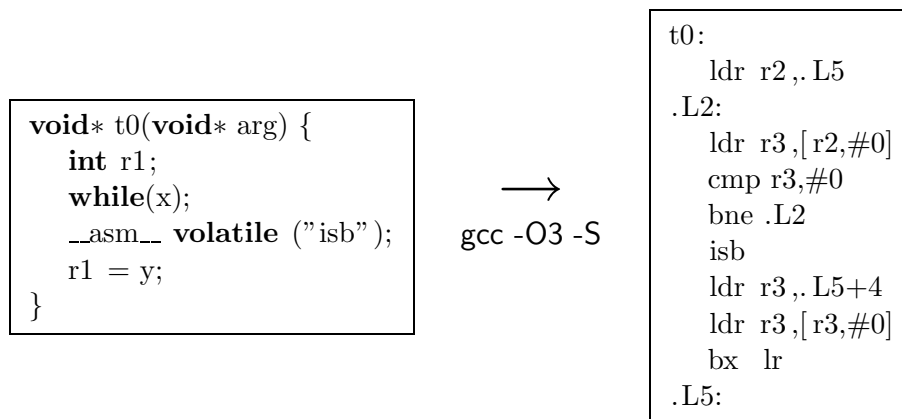 void* t0(void* arg) {
int r1;
while(x);
__asm__ volatile ("isb");
r1 = y;
}
gcc -O3 -S
t0:
ldr r2,.L5
.L2:
ldr r3,[r2,#0]
cmp r3,#0
bne .L2
isb
ldr r3,.L5+4
ldr r3,[r3,#0]
bx lr
.L5: